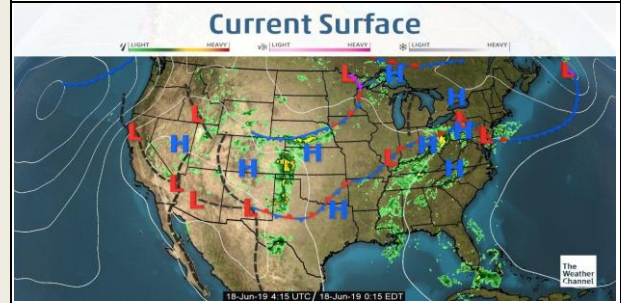 Current Surface
LIGHT HEAVY LIGHT HEAVY LIGHT HEAVY
L H L
H
L L L
L H H H L
H H L H
L
L L H
The
Weather
Channel
18-Jun-19 4:15 UTC / 18-Jun-19 0:15 EDT